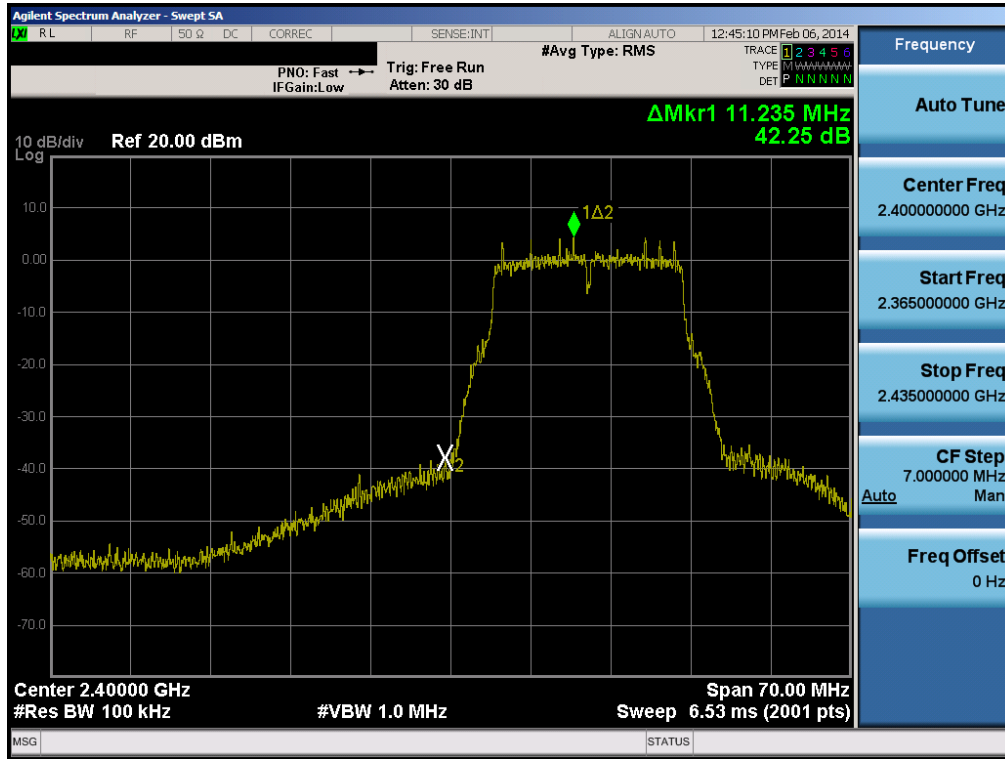 Agilent Spectrum Analyzer - Swept SA
LXI RL RF 50 Ω DC CORREC SENSE:INT ALIGN AUTO 12:45:10 PM Feb 06, 2014
Frequency
#Avg Type: RMS
TRACE 1 2 3 4 5 6
PNO: Fast Trig: Free Run
TYPE M WWWWW
IFGain:Low Atten: 30 dB
DET P N N N N N
Auto Tune
ΔMkr1 11.235 MHz
42.25 dB
10 dB/div Ref 20.00 dBm
Log
Center Freq
2.400000000 GHz
10.0
1Δ2
0.00
Start Freq
2.365000000 GHz
-10.0
-20.0
Stop Freq
2.435000000 GHz
-30.0
-40.0
X2
CF Step
7.000000 MHz
Auto Man
-50.0
-60.0
Freq Offset
0 Hz
-70.0
Center 2.40000 GHz Span 70.00 MHz
#Res BW 100 kHz #VBW 1.0 MHz Sweep 6.53 ms (2001 pts)
MSG STATUS